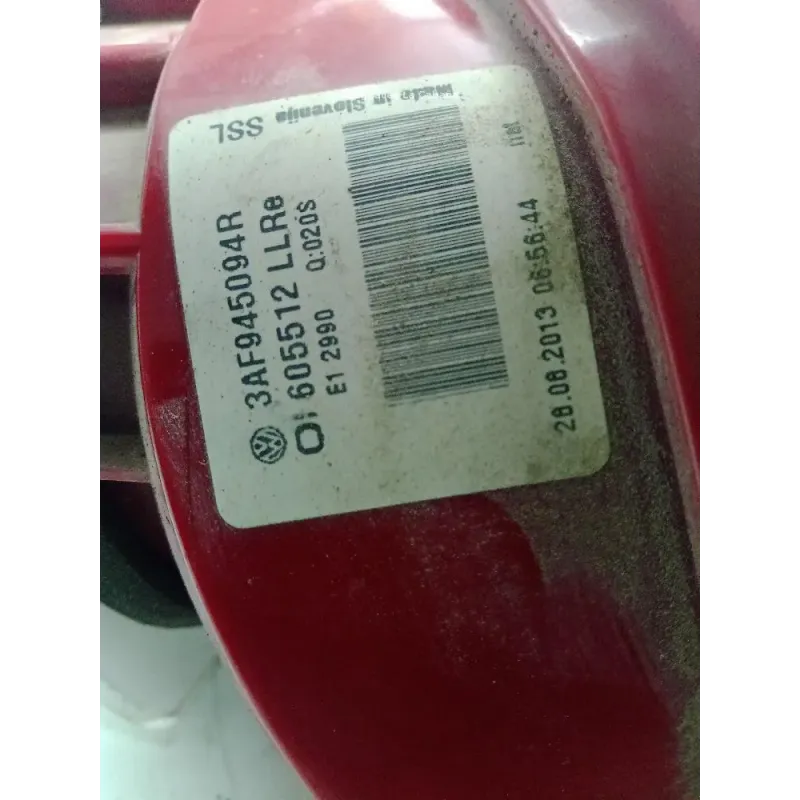 3AF945094R
605512 LLRe
E1 2990 Q:020S
SSL
Made in Slovenija
28.08.2013 06:56:44